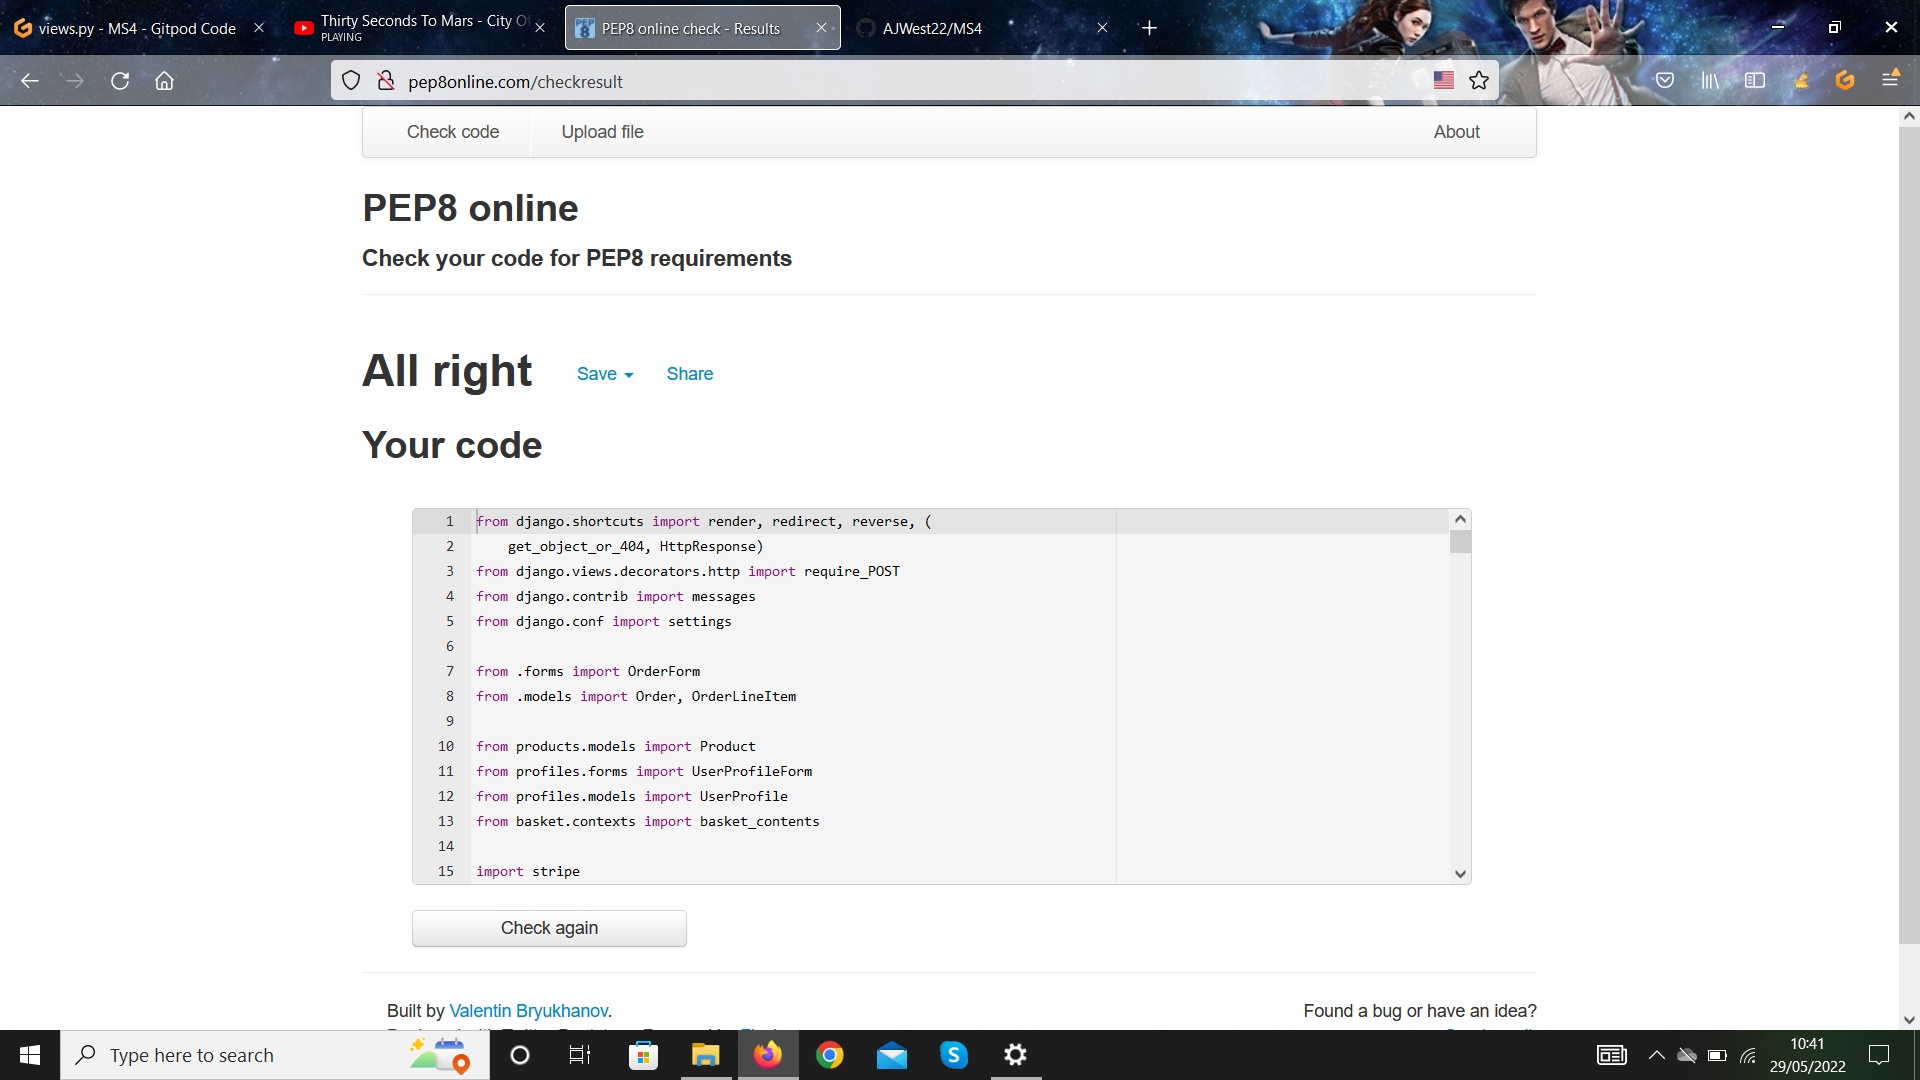 views.py - MS4 - Gitpod Code
Thirty Seconds To Mars - City O
PLAYING
PEP8 online check - Results
AJWest22/MS4
pep8online.com/checkresult
Check code
Upload file
About
PEP8 online
Check your code for PEP8 requirements
All right
Save
Share
Your code
1 from django.shortcuts import render, redirect, reverse, (
2 get_object_or_404, HttpResponse)
3 from django.views.decorators.http import require_POST
4 from django.contrib import messages
5 from django.conf import settings
6
7 from .forms import OrderForm
8 from .models import Order, OrderLineItem
9
10 from products.models import Product
11 from profiles.forms import UserProfileForm
12 from profiles.models import UserProfile
13 from basket.contexts import basket_contents
14
15 import stripe
Check again
Built by Valentin Bryukhanov.
Found a bug or have an idea?
Type here to search
10:41
29/05/2022